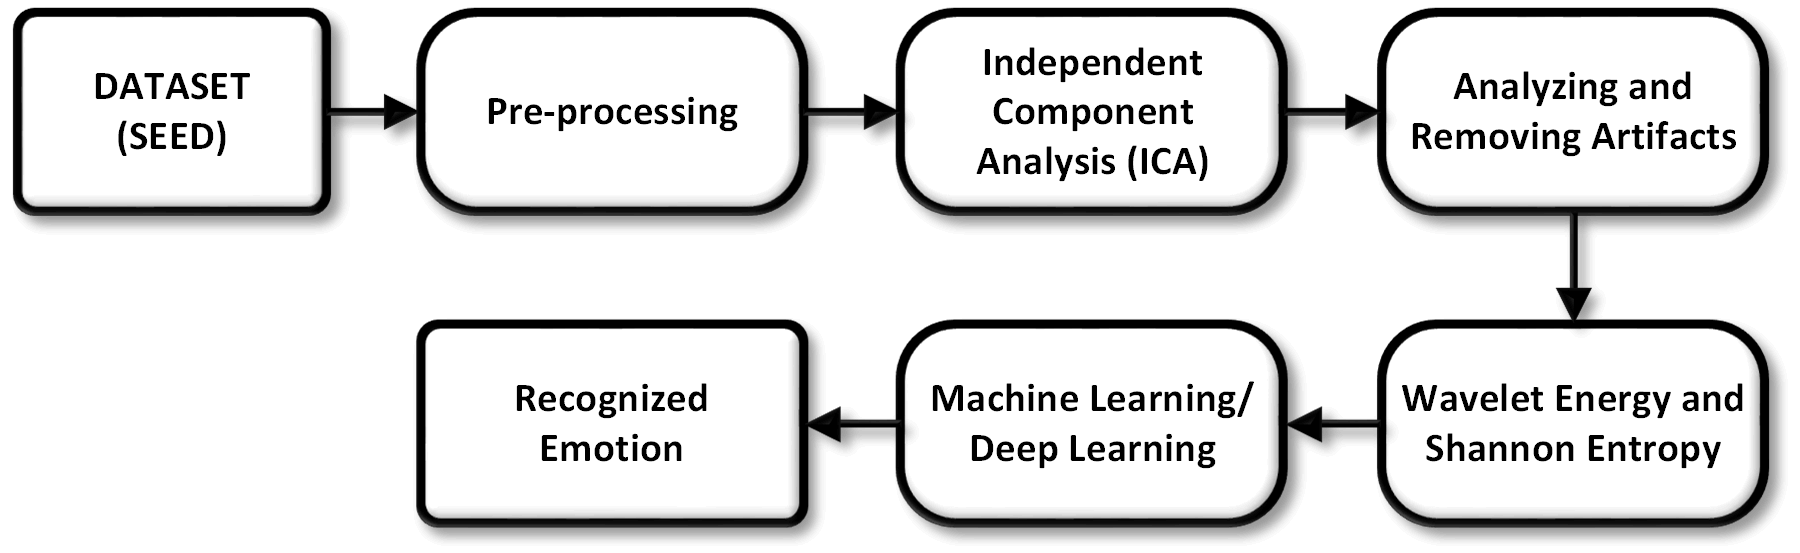 DATASET
(SEED)
Pre-processing
Independent
Component
Analysis (ICA)
Analyzing and
Removing Artifacts
Wavelet Energy and
Shannon Entropy
Machine Learning/
Deep Learning
Recognized
Emotion